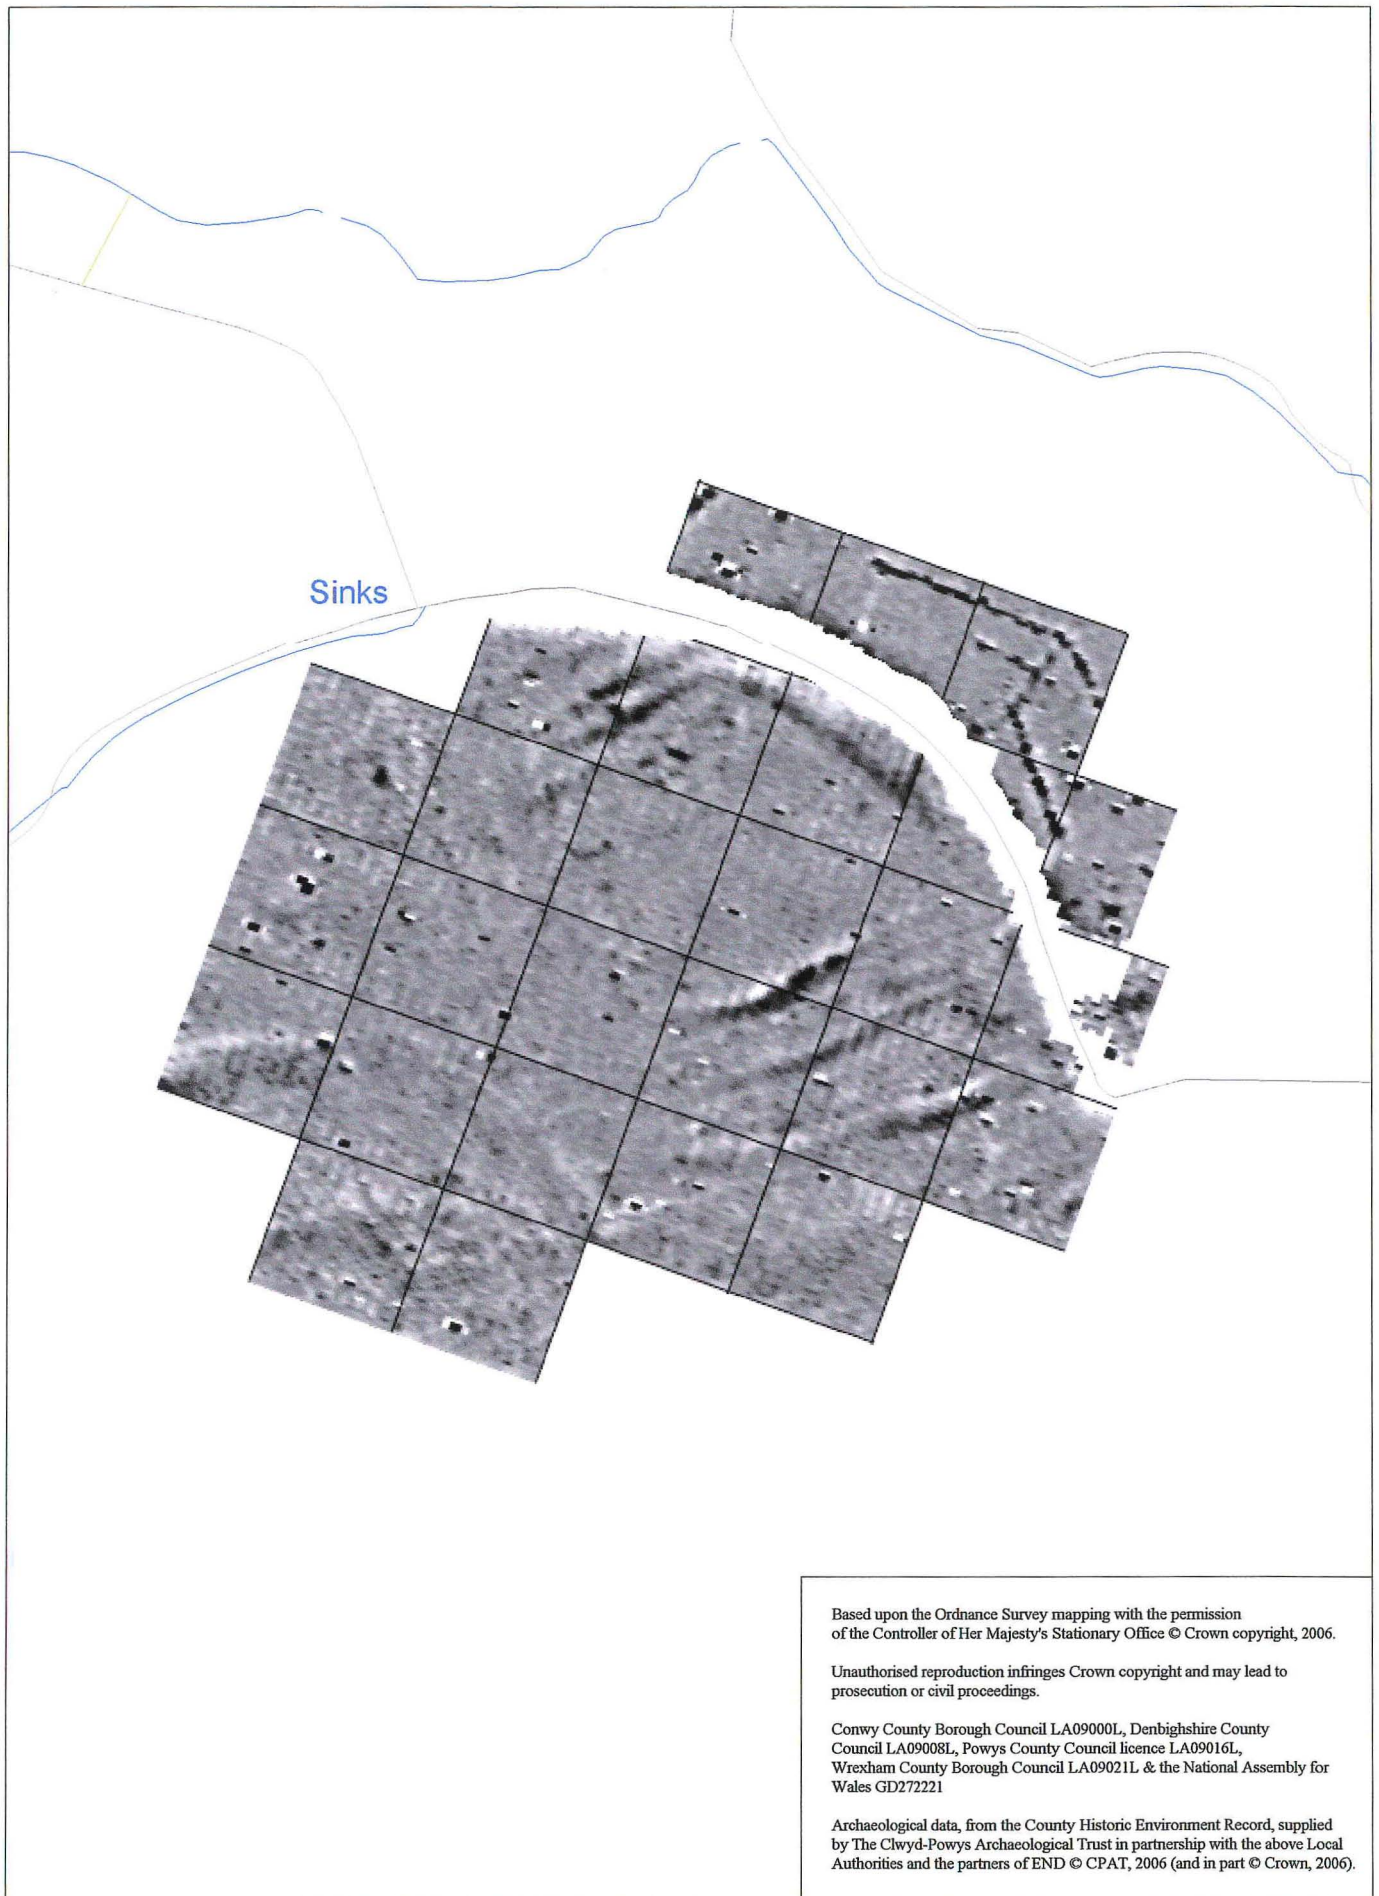 Sinks
Based upon the Ordnance Survey mapping with the permission
of the Controller of Her Majesty's Stationary Office © Crown copyright, 2006.
Unauthorised reproduction infringes Crown copyright and may lead to
prosecution or civil proceedings.
Conwy County Borough Council LA09000L, Denbighshire County
Council LA09008L, Powys County Council licence LA09016L,
Wrexham County Borough Council LA09021L & the National Assembly for
Wales GD272221
Archaeological data, from the County Historic Environment Record, supplied
by The Clwyd-Powys Archaeological Trust in partnership with the above Local
Authorities and the partners of END © CPAT, 2006 (and in part © Crown, 2006).